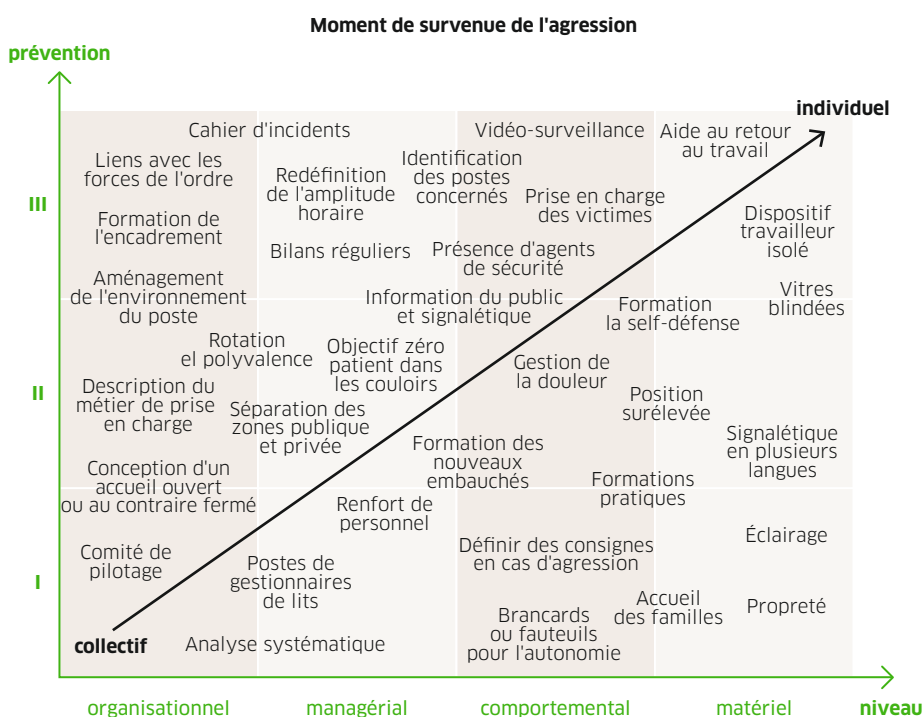 Moment de survenue de l'agression
prévention
individuel
Cahier d'incidents
Vidéo-surveillance
Aide au retour
au travail
Liens avec les
forces de l'ordre
Redéfinition
de l'amplitude
horaire
Identification
des postes
concernés
Prise en charge
des victimes
III
Formation de
l'encadrement
Dispositif
travailleur
isolé
Bilans réguliers
Présence d'agents
de sécurité
Aménagement
de l'environnement
du poste
Information du public
et signalétique
Formation
la self-défense
Vitres
blindées
Rotation
el polyvalence
Objectif zéro
patient dans
les couloirs
Gestion de
la douleur
II
Description du
métier de prise
en charge
Séparation des
zones publique
et privée
Position
surélevée
Formation des
nouveaux
embauchés
Signalétique
en plusieurs
langues
Conception d'un
accueil ouvert
ou au contraire fermé
Formations
pratiques
Renfort de
personnel
Éclairage
I
Comité de
pilotage
Postes de
gestionnaires
de lits
Définir des consignes
en cas d'agression
Accueil
des familles
Propreté
Brancards
ou fauteuils
pour l'autonomie
collectif
Analyse systématique
organisationnel
managérial
comportemental
matériel
niveau